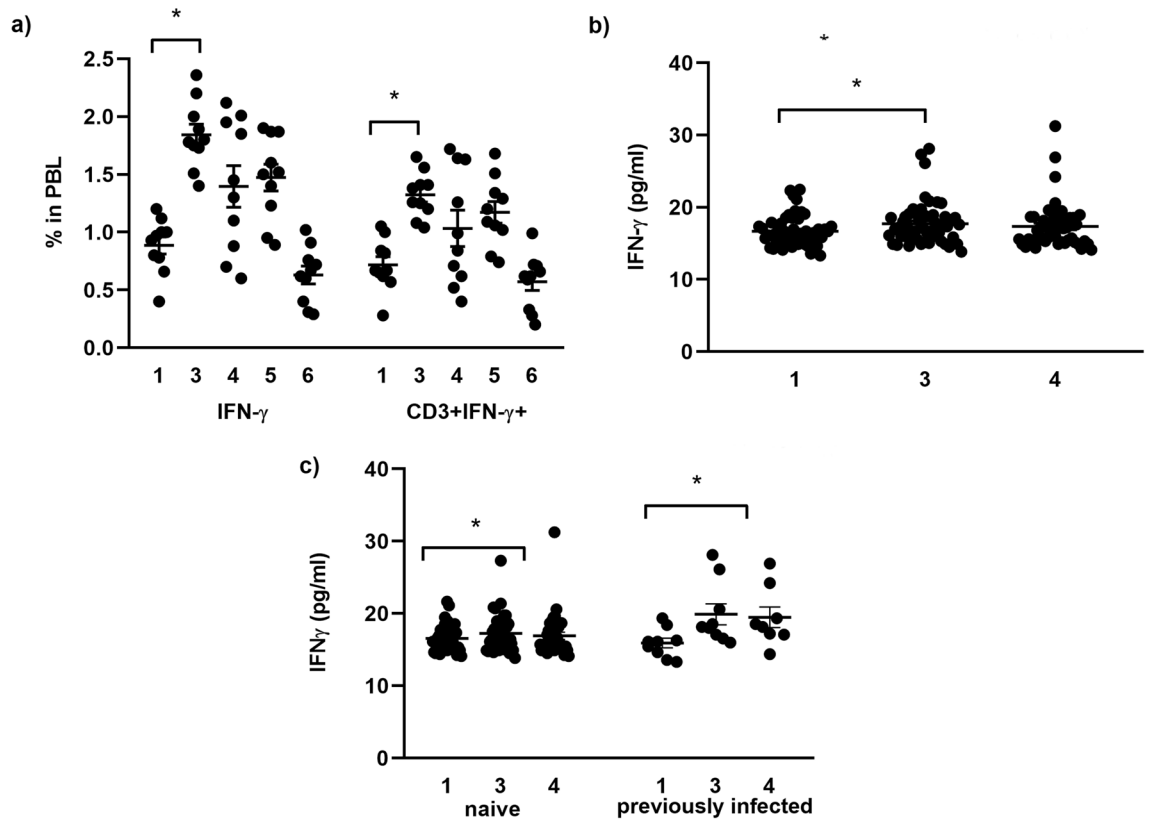 a)
*
*
% in PBL
2.5
2.0
1.5
1.0
0.5
0.0
1 3 4 5 6 1 3 4 5 6
IFN-γ CD3+IFN-γ+
b)
*
*
IFN-γ (pg/ml)
40
30
20
10
0
1 3 4
c)
*
*
IFNγ (pg/ml)
40
30
20
10
0
1 3 4 1 3 4
naive previously infected